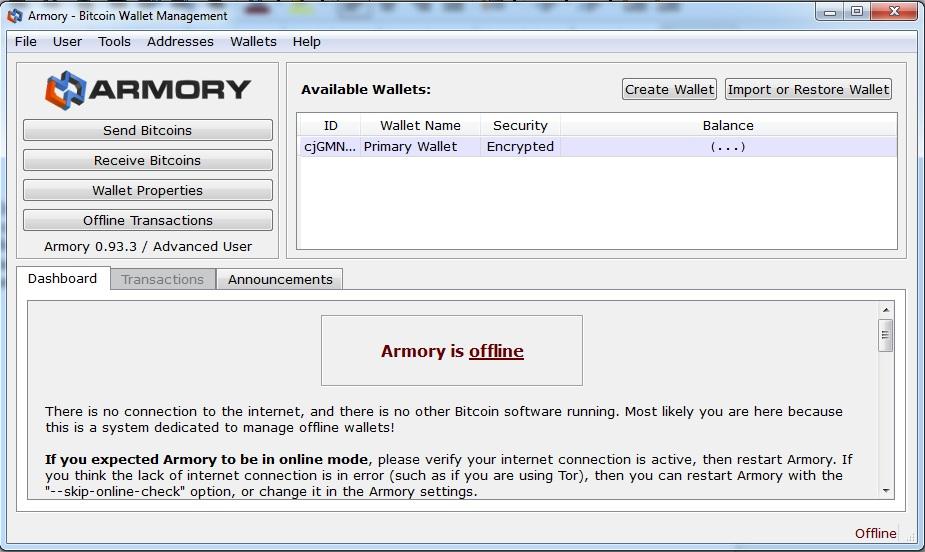 Armory - Bitcoin Wallet Management
File User Tools Addresses Wallets Help
ARMORY
Send Bitcoins
Receive Bitcoins
Wallet Properties
Offline Transactions
Armory 0.93.3 / Advanced User
Available Wallets:
Create Wallet
Import or Restore Wallet
ID Wallet Name Security Balance
cjGMN... Primary Wallet Encrypted (...)
Dashboard Transactions Announcements
Armory is offline
There is no connection to the internet, and there is no other Bitcoin software running. Most likely you are here because
this is a system dedicated to manage offline wallets!
If you expected Armory to be in online mode, please verify your internet connection is active, then restart Armory. If
you think the lack of internet connection is in error (such as if you are using Tor), then you can restart Armory with the
"--skip-online-check" option, or change it in the Armory settings.
Offline